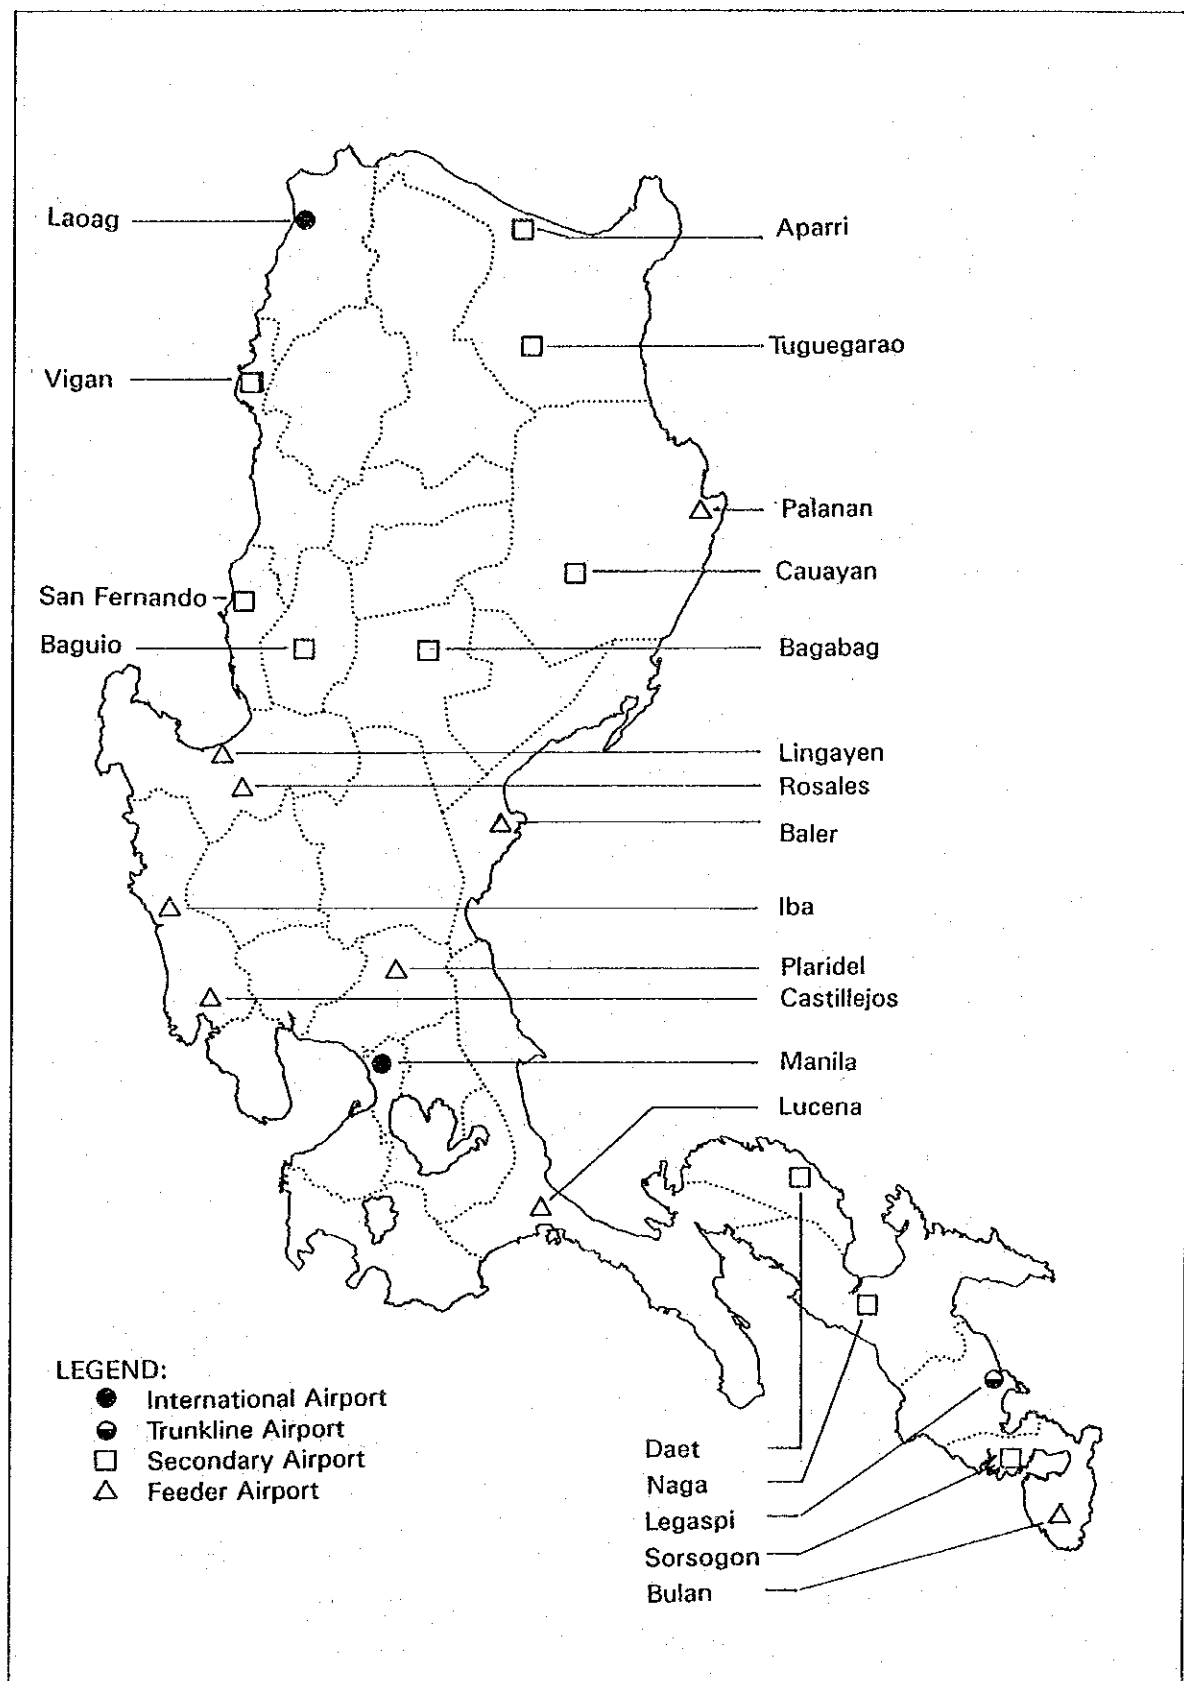 Laoag
Aparri
Tuguegarao
Vigan
Palanan
Cauayan
San Fernando
Baguio
Bagabag
Lingayen
Rosales
Baler
Iba
Plaridel
Castillejos
Manila
Lucena
LEGEND:
International Airport
Trunkline Airport
Secondary Airport
Feeder Airport
Daet
Naga
Legaspi
Sorsogon
Bulan